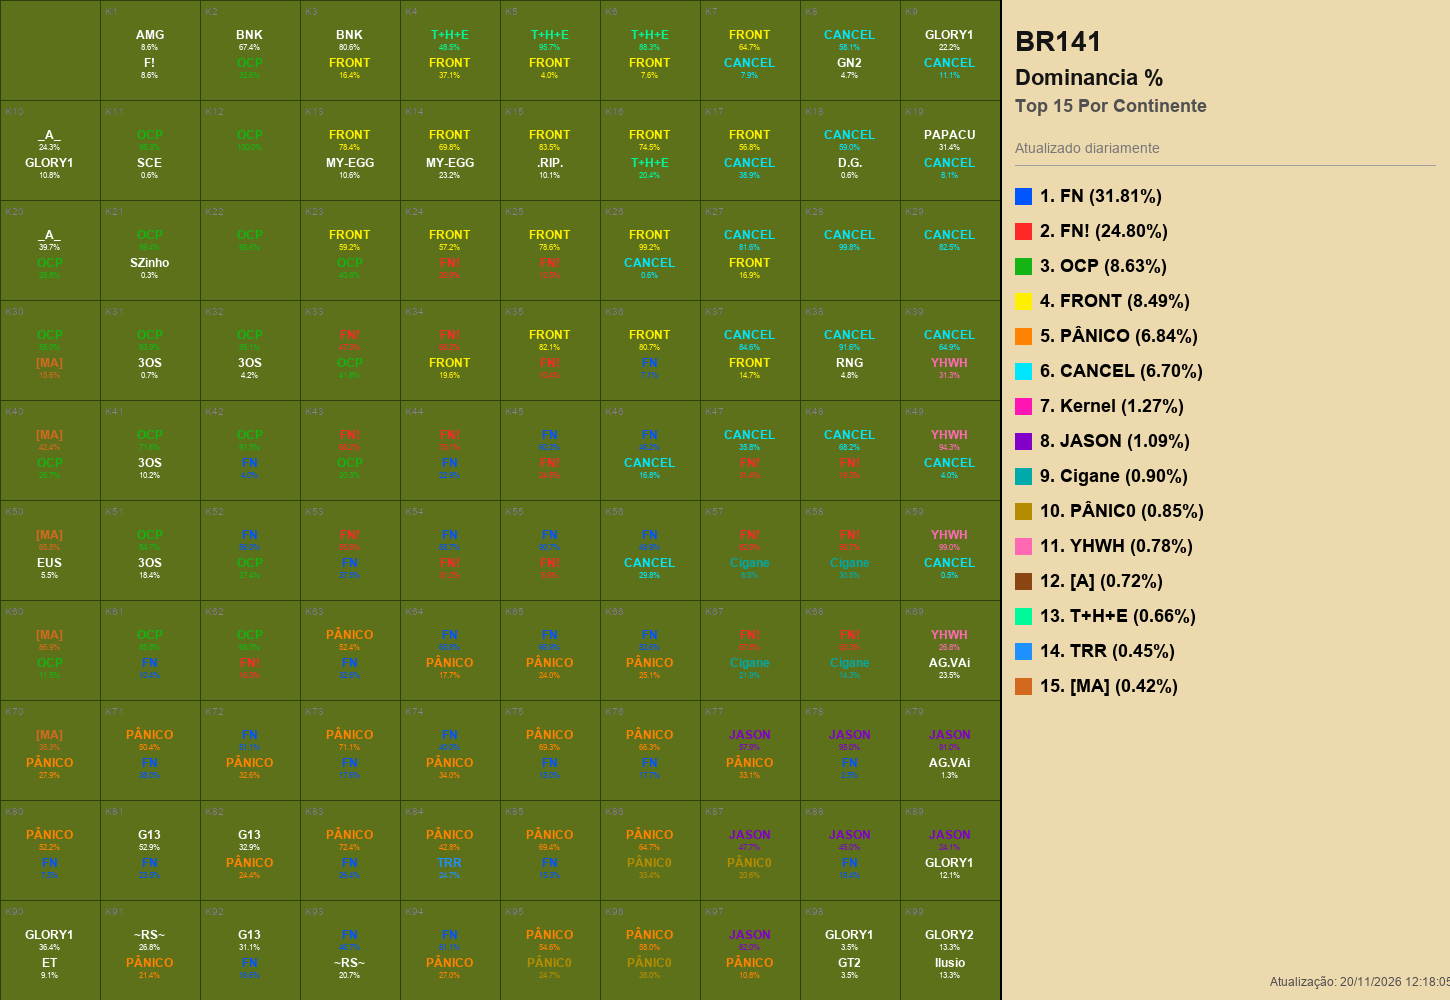 K1 K2 K3 K4 K5 K6 K7 K8 K9
AMG BNK BNK T+H+E T+H+E T+H+E FRONT CANCEL GLORY1
8.6% 67.4% 80.6% 48.5% 98.3% 64.7% 58.1% 22.2%
F! OCP FRONT FRONT FRONT FRONT CANCEL GN2 CANCEL
8.6% 16.4% 37.1% 4.0% 7.6% 7.9% 4.7% 11.1%
K10 K11 K12 K13 K14 K15 K16 K17 K18 K19
_A_ OCP OCP FRONT FRONT FRONT FRONT FRONT CANCEL PAPACU
24.3% 100.0% 78.4% 69.8% 83.5% 74.5% 56.8% 59.0% 31.4%
GLORY1 SCE MY-EGG MY-EGG .RIP. T+H+E CANCEL D.G. CANCEL
10.8% 0.6% 10.6% 23.2% 10.1% 20.4% 38.9% 0.6% 8.1%
K20 K21 K22 K23 K24 K25 K26 K27 K28 K29
_A_ OCP OCP FRONT FRONT FRONT FRONT CANCEL CANCEL CANCEL
39.7% 59.2% 57.2% 78.6% 99.2% 81.6% 99.8% 82.5%
OCP SZinho OCP FN! FN! CANCEL FRONT
0.3% 0.6% 16.9%
K30 K31 K32 K33 K34 K35 K36 K37 K38 K39
OCP OCP OCP FN! FN! FRONT FRONT CANCEL CANCEL CANCEL
82.1% 80.7% 84.6% 91.6% 64.9%
[MA] 3OS 3OS OCP FRONT FN! FN FRONT RNG YHWH
15.6% 0.7% 4.2% 19.6% 14.7% 4.8% 31.3%
K40 K41 K42 K43 K44 K45 K46 K47 K48 K49
[MA] OCP OCP FN! FN! FN FN CANCEL CANCEL YHWH
42.4% 35.8% 68.2% 94.3%
OCP 3OS FN OCP FN FN! CANCEL FN! FN! CANCEL
10.2% 16.8% 4.0%
K50 K51 K52 K53 K54 K55 K56 K57 K58 K59
[MA] OCP FN FN! FN FN FN FN! FN! YHWH
99.0%
EUS 3OS OCP FN FN! FN! CANCEL Cigane Cigane CANCEL
5.5% 18.4% 29.8% 0.5%
K60 K61 K62 K63 K64 K65 K66 K67 K68 K69
[MA] OCP OCP PÂNICO FN FN FN FN! FN! YHWH
86.9% 52.4% 26.8%
OCP FN FN! FN PÂNICO PÂNICO PÂNICO Cigane Cigane AG.VAi
17.7% 24.0% 25.1% 21.9% 14.3% 23.5%
K70 K71 K72 K73 K74 K75 K76 K77 K78 K79
[MA] PÂNICO FN PÂNICO FN PÂNICO PÂNICO JASON JASON JASON
50.4% 71.1% 69.3% 66.3% 57.9% 95.0% 91.0%
PÂNICO FN PÂNICO FN PÂNICO FN FN PÂNICO FN AG.VAi
27.9% 32.6% 34.0% 33.1% 1.3%
K80 K81 K82 K83 K84 K85 K86 K87 K88 K89
PÂNICO G13 G13 PÂNICO PÂNICO PÂNICO PÂNICO JASON JASON JASON
52.2% 52.9% 32.9% 72.4% 42.8% 69.4% 64.7% 47.7% 24.1%
FN FN PÂNICO FN TRR FN PÂNIC0 PÂNIC0 FN GLORY1
24.4% 24.7% 33.4% 20.6% 12.1%
K90 K91 K92 K93 K94 K95 K96 K97 K98 K99
GLORY1 ~RS~ G13 FN FN PÂNICO PÂNICO JASON GLORY1 GLORY2
36.4% 26.8% 31.1% 54.6% 58.0% 3.5% 13.3%
ET PÂNICO FN ~RS~ PÂNICO PÂNIC0 PÂNIC0 PÂNICO GT2 Ilusio
9.1% 21.4% 20.7% 27.0% 24.7% 10.8% 3.5% 13.3%
BR141
Dominancia %
Top 15 Por Continente
Atualizado diariamente
1. FN (31.81%)
2. FN! (24.80%)
3. OCP (8.63%)
4. FRONT (8.49%)
5. PÂNICO (6.84%)
6. CANCEL (6.70%)
7. Kernel (1.27%)
8. JASON (1.09%)
9. Cigane (0.90%)
10. PÂNIC0 (0.85%)
11. YHWH (0.78%)
12. [A] (0.72%)
13. T+H+E (0.66%)
14. TRR (0.45%)
15. [MA] (0.42%)
Atualização: 20/11/2026 12:18:05